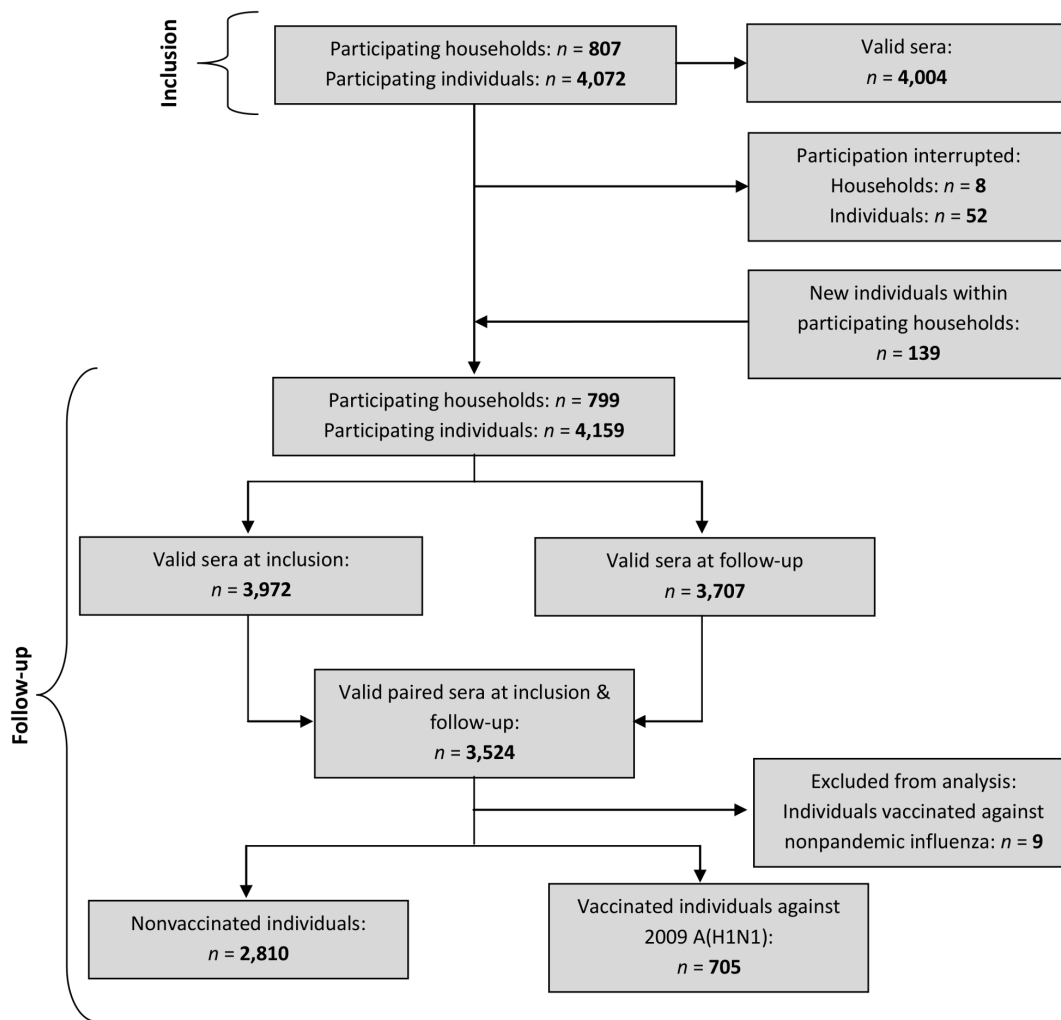 Inclusion
Participating households: n = 807
Participating individuals: n = 4,072
Valid sera:
n = 4,004
Participation interrupted:
Households: n = 8
Individuals: n = 52
New individuals within
participating households:
n = 139
Follow-up
Participating households: n = 799
Participating individuals: n = 4,159
Valid sera at inclusion:
n = 3,972
Valid sera at follow-up
n = 3,707
Valid paired sera at inclusion &
follow-up:
n = 3,524
Excluded from analysis:
Individuals vaccinated against
nonpandemic influenza: n = 9
Nonvaccinated individuals:
n = 2,810
Vaccinated individuals against
2009 A(H1N1):
n = 705